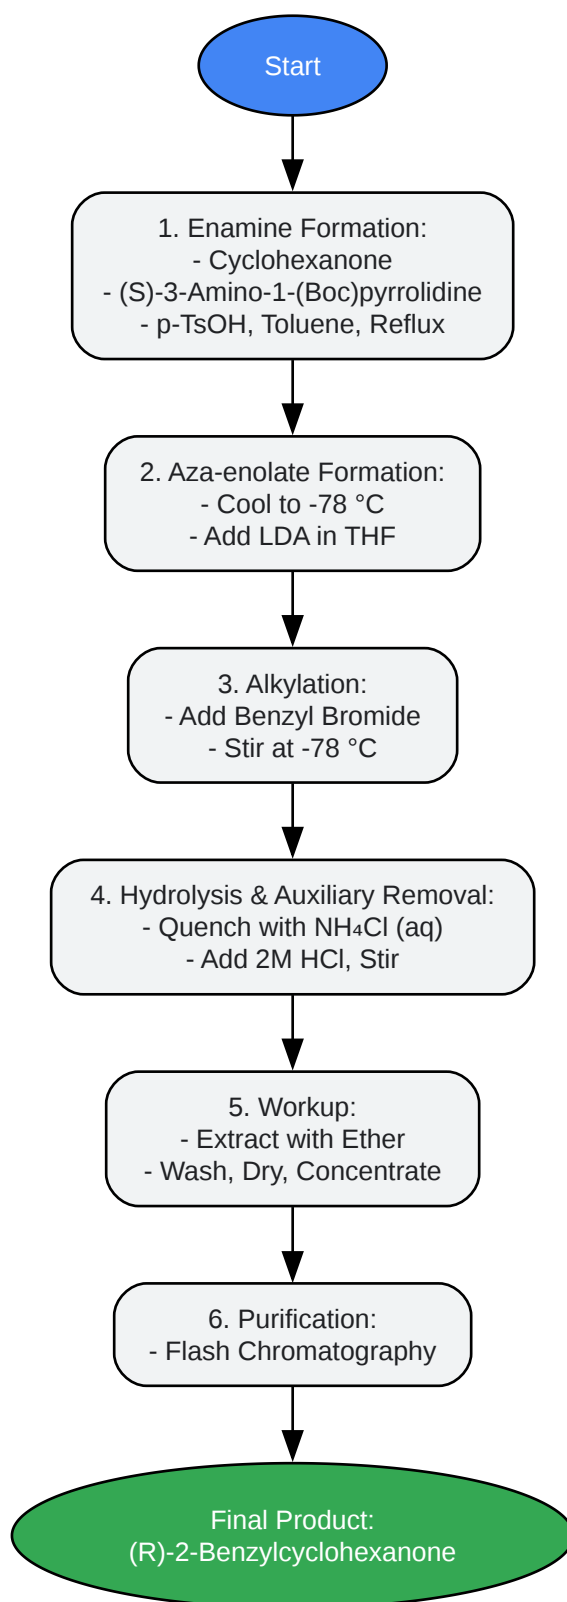 Start
1. Enamine Formation:
- Cyclohexanone
- (S)-3-Amino-1-(Boc)pyrrolidine
- p-TsOH, Toluene, Reflux
2. Aza-enolate Formation:
- Cool to -78 °C
- Add LDA in THF
3. Alkylation:
- Add Benzyl Bromide
- Stir at -78 °C
4. Hydrolysis & Auxiliary Removal:
- Quench with NH₄Cl (aq)
- Add 2M HCl, Stir
5. Workup:
- Extract with Ether
- Wash, Dry, Concentrate
6. Purification:
- Flash Chromatography
Final Product:
(R)-2-Benzylcyclohexanone